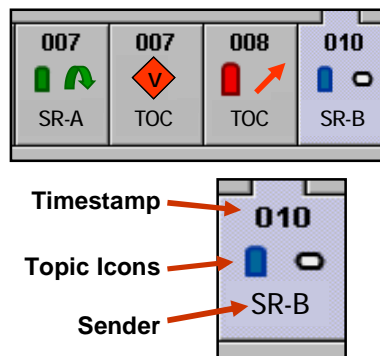 007 007 008 010
V
SR-A TOC TOC SR-B
Timestamp
010
Topic Icons
Sender
SR-B